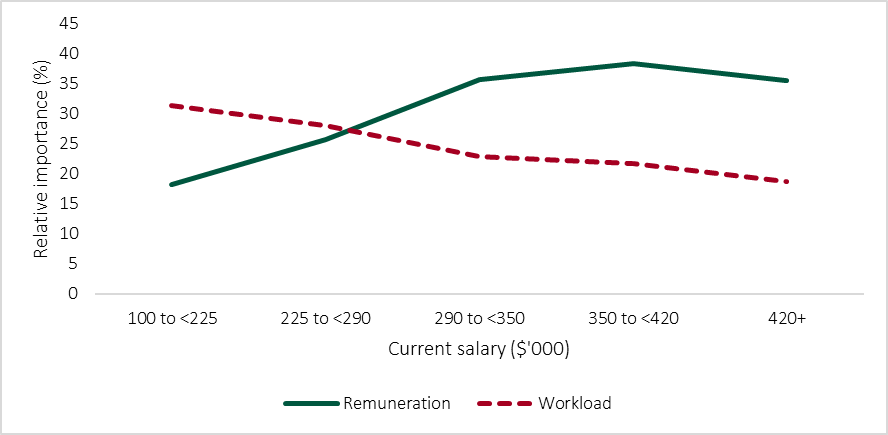 45
40
35
30
25
20
15
10
5
0
Relative importance (%)
100 to <225 225 to <290 290 to <350 350 to <420 420+
Current salary ($'000)
Remuneration Workload